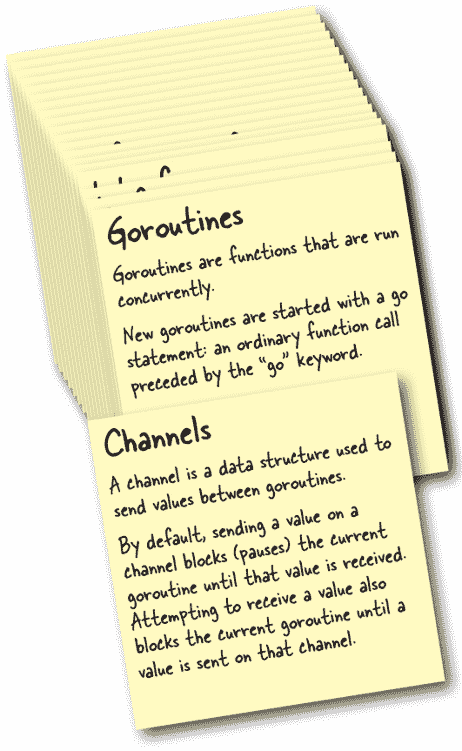 Goroutines
Goroutines are functions that are run
concurrently.
New goroutines are started with a go
statement: an ordinary function call
preceded by the “go” keyword.
Channels
A channel is a data structure used to
send values between goroutines.
By default, sending a value on a
channel blocks (pauses) the current
goroutine until that value is received.
Attempting to receive a value also
blocks the current goroutine until a
value is sent on that channel.